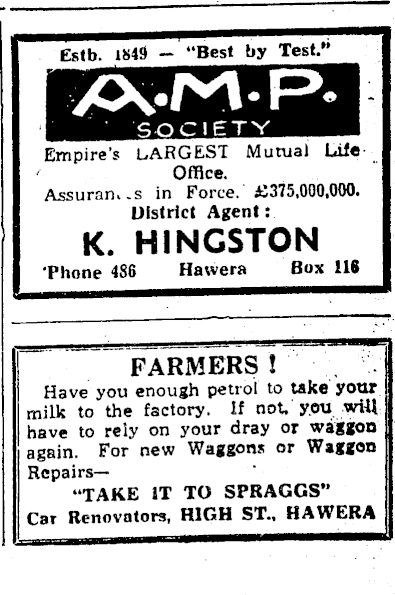 Estb. 1849 — "Best by Test."
A.M.P.
SOCIETY
Empire's LARGEST Mutual Life
Office.
in Force. £375,000,000.
District Agent:
K. HINGSTON
'Phone 486 Hawera Box 116
FARMERS!
Have you enough petrol to take your
milk to the factory. If not, you will
have to rely on your dray or waggon
again. For new Waggons or Waggon
Repairs—
"TAKE IT TO SPRAGGS"
Car Renovators, HIGH ST., HAWERA